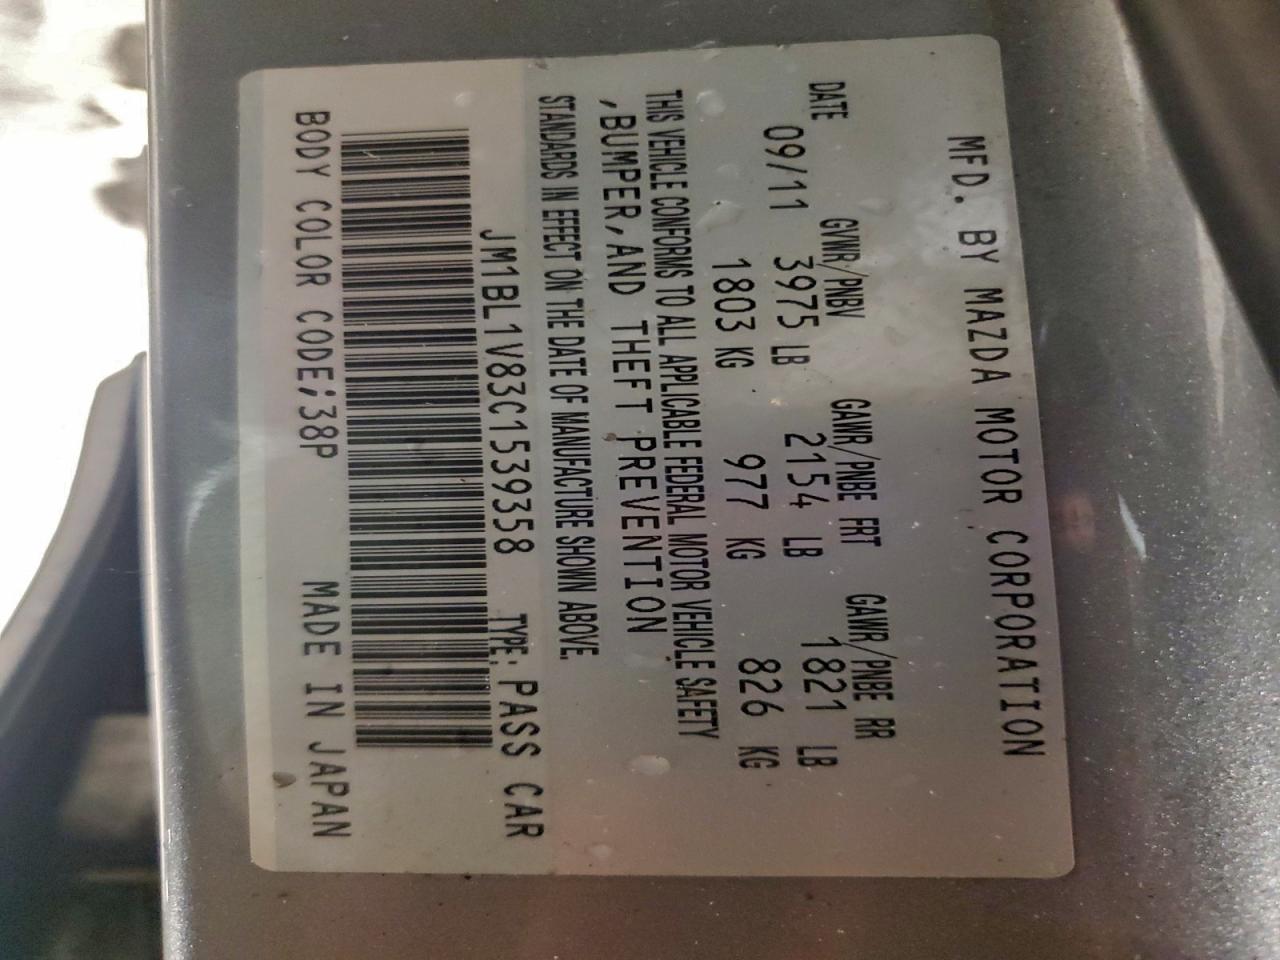 MFD. BY MAZDA MOTOR CORPORATION
DATE GVWR/PNBV GAWR/PNBE FRT GAWR/PNBE RR
09/11 3975 LB 2154 LB 1821 LB
1803 KG 977 KG 826 KG
THIS VEHICLE CONFORMS TO ALL APPLICABLE FEDERAL MOTOR VEHICLE SAFETY
,BUMPER,AND THEFT PREVENTION
STANDARDS IN EFFECT ON THE DATE OF MANUFACTURE SHOWN ABOVE.
JM1BL1V83C1539358 TYPE: PASS CAR
BODY COLOR CODE;38P MADE IN JAPAN